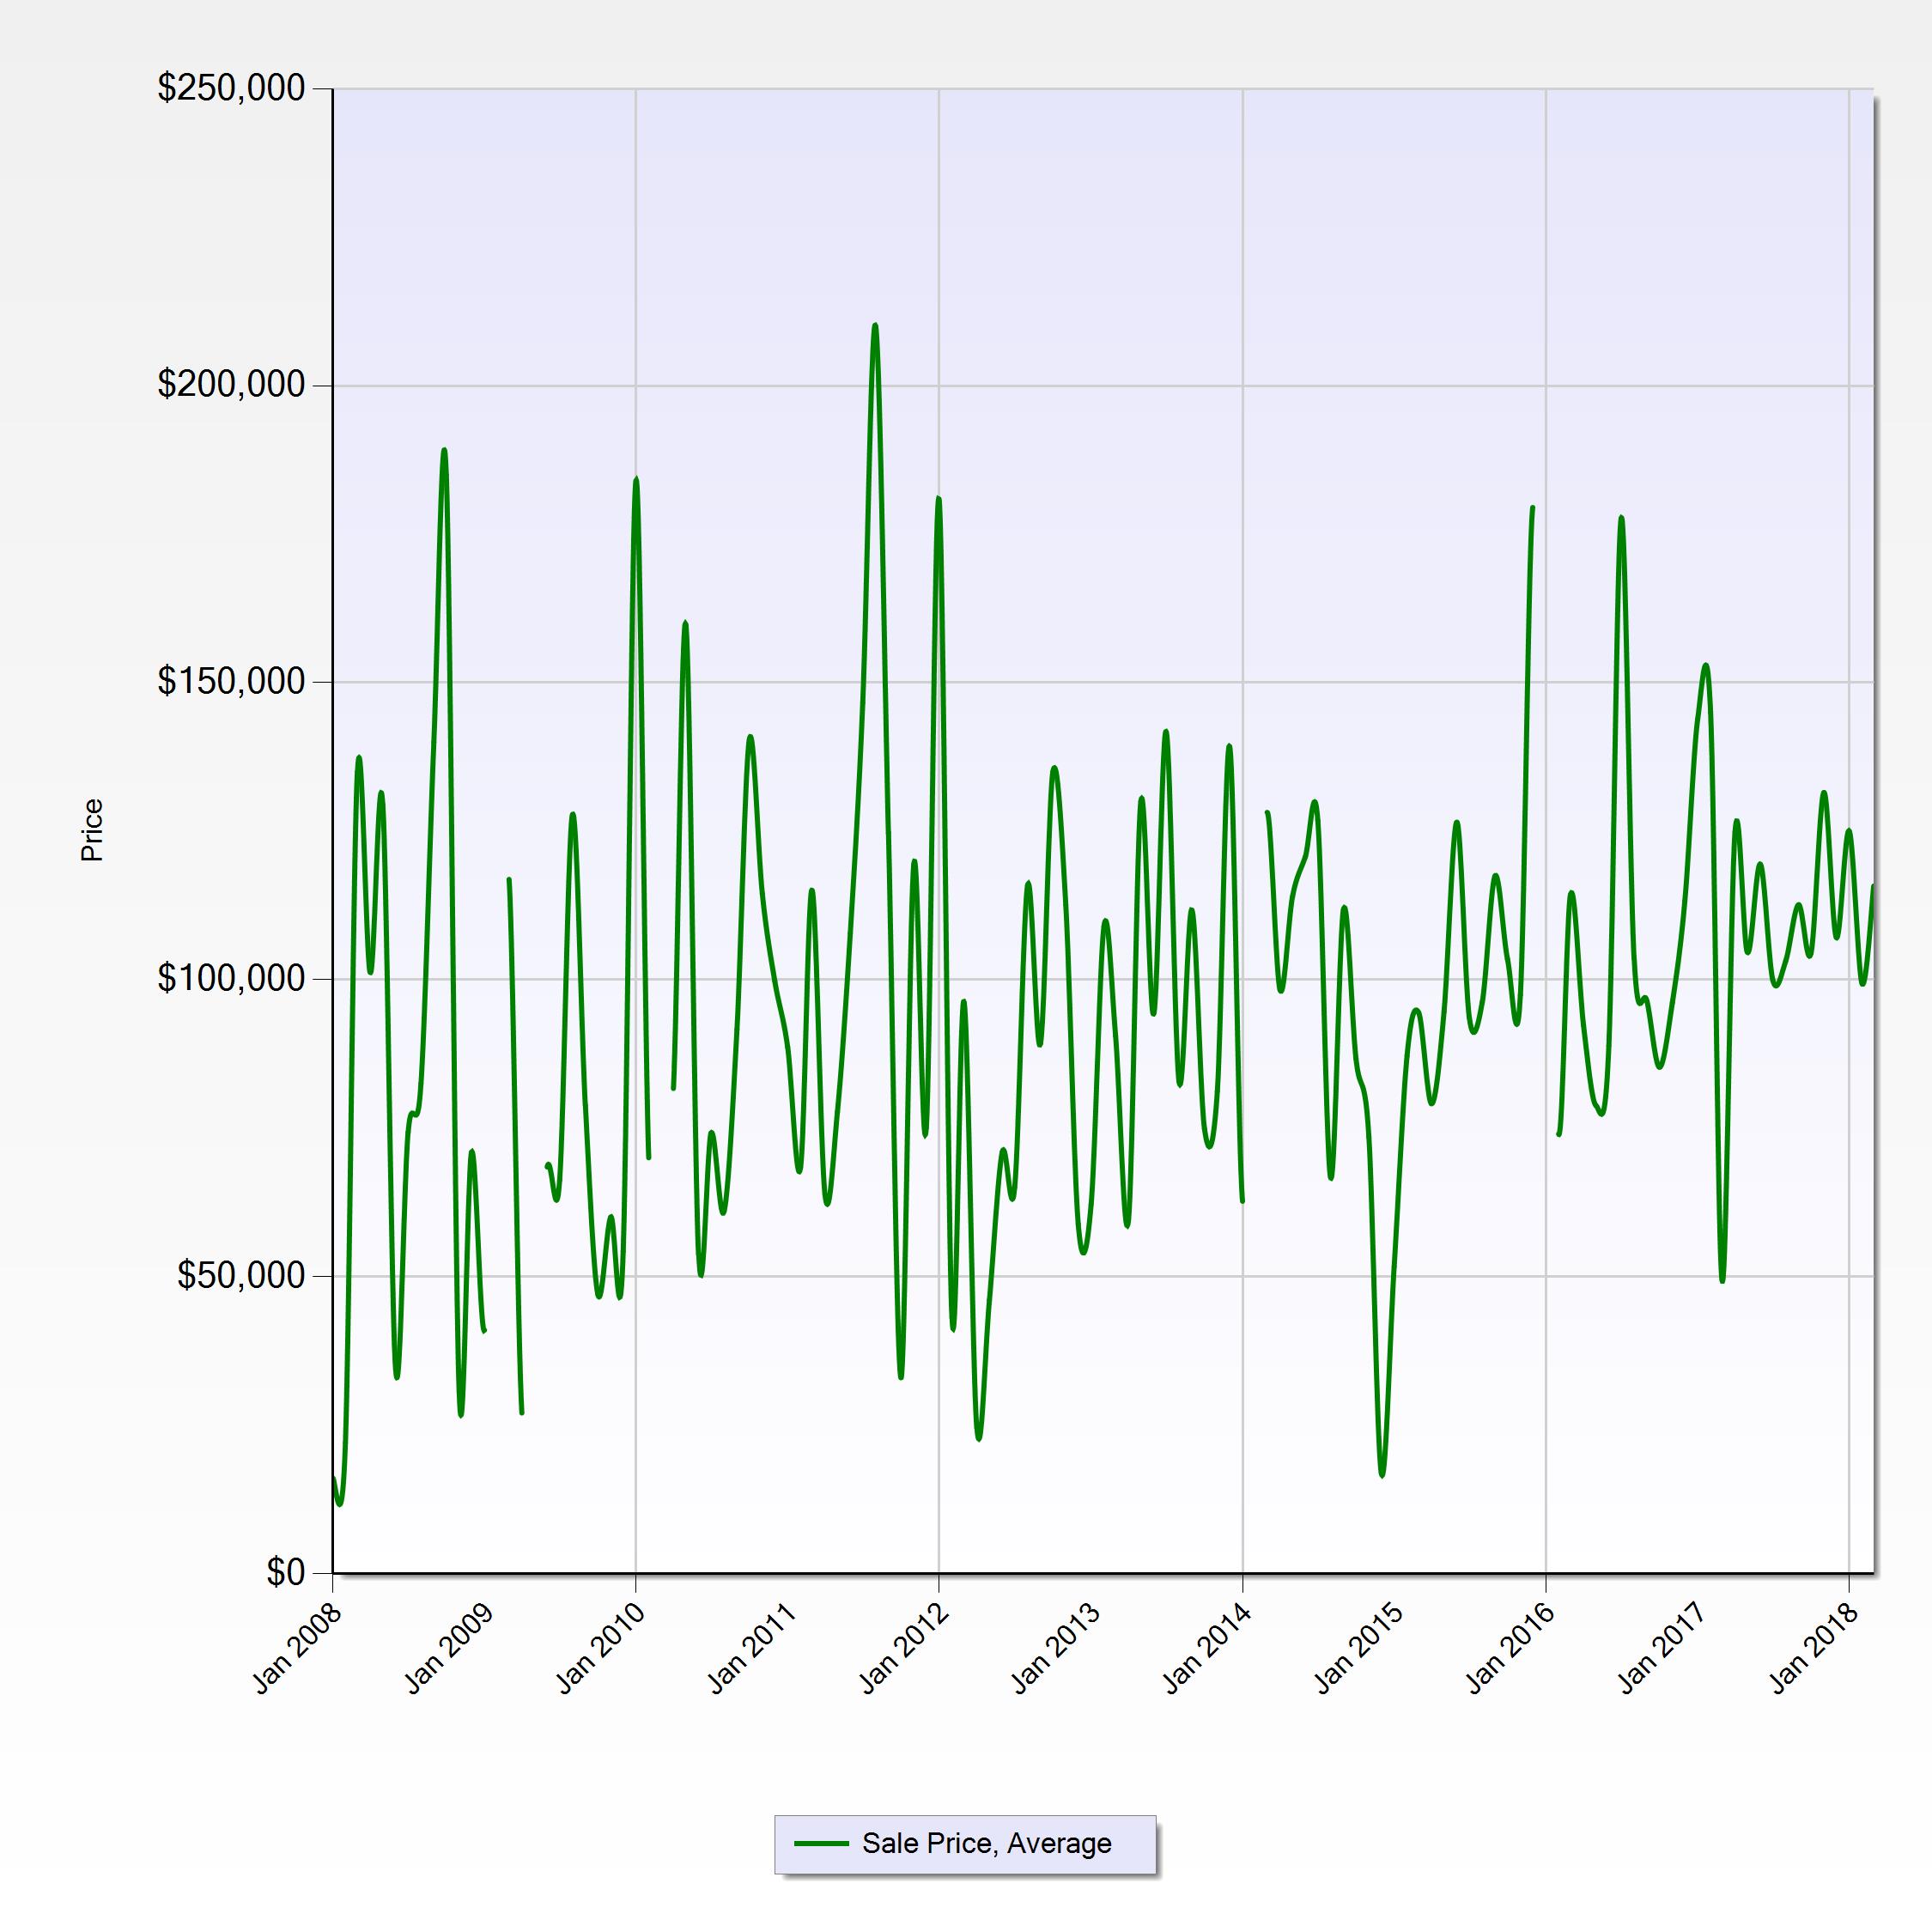 $250,000
$200,000
$150,000
$100,000
$50,000
$0
Price
Jan 2008
Jan 2009
Jan 2010
Jan 2011
Jan 2012
Jan 2013
Jan 2014
Jan 2015
Jan 2016
Jan 2017
Jan 2018
Sale Price, Average